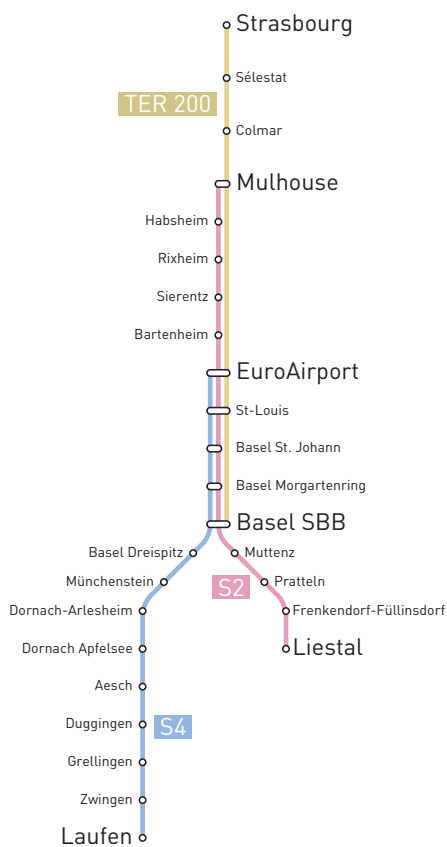 Strasbourg
Sélestat
TER 200
Colmar
Mulhouse
Habsheim
Rixheim
Sierentz
Bartenheim
EuroAirport
St-Louis
Basel St. Johann
Basel Morgartenring
Basel SBB
Basel Dreispitz
Muttenz
Münchenstein
S2
Pratteln
Dornach-Arlesheim
Frenkendorf-Füllinsdorf
Dornach Apfelsee
Liestal
Aesch
Duggingen
S4
Grellingen
Zwingen
Laufen